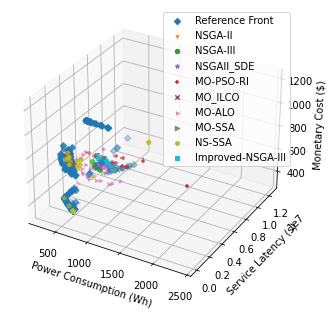 Reference Front
NSGA-II
NSGA-III
NSGAII_SDE
MO-PSO-RI
MO_ILCO
MO-ALO
MO-SSA
NS-SSA
Improved-NSGA-III
1200
1000
800
600
400
Monetary Cost ($)
500
1000
1500
2000
2500
Power Consumption (Wh)
0.0
0.2
0.4
0.6
0.8
1.0
1.2
1e7
Service Latency (s)